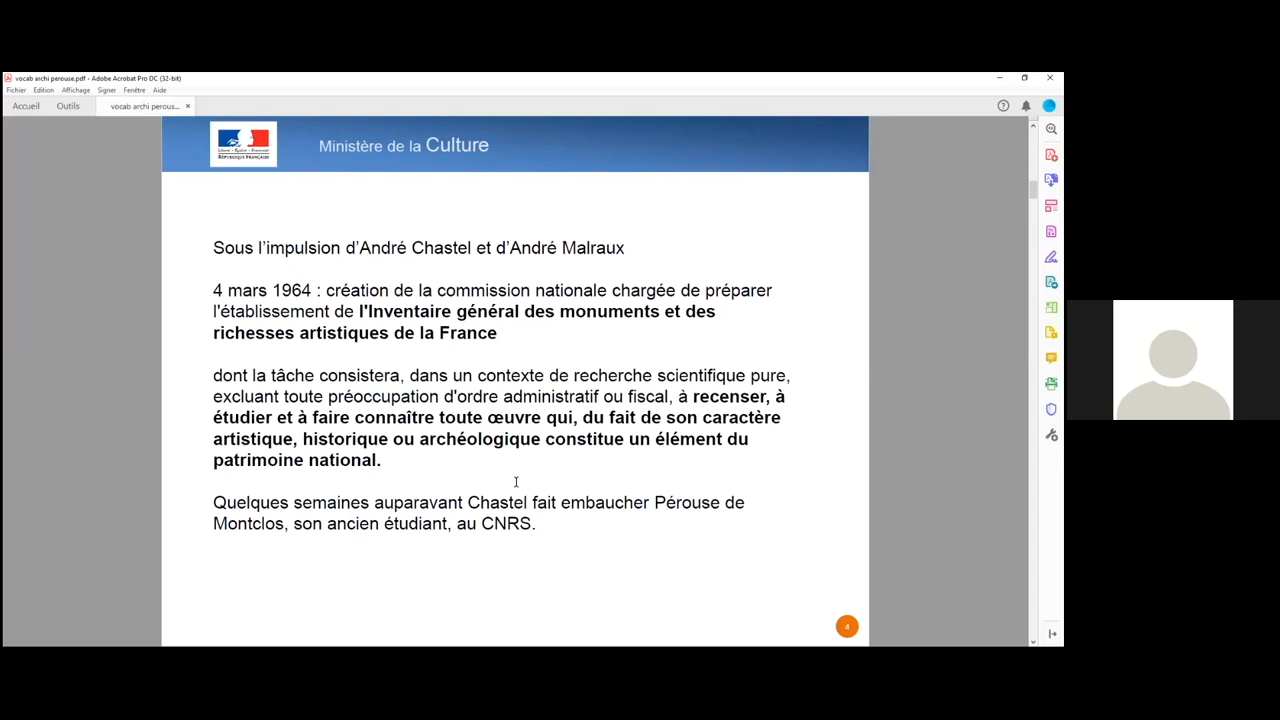 vocab archi perouse.pdf - Adobe Acrobat Pro DC (32-bit)
Fichier Edition Affichage Signer Fenêtre Aide
Accueil Outils vocab archi perous... ×
Liberté • Égalité • Fraternité
RÉPUBLIQUE FRANÇAISE
Ministère de la Culture
Sous l’impulsion d’André Chastel et d’André Malraux
4 mars 1964 : création de la commission nationale chargée de préparer
l'établissement de l'Inventaire général des monuments et des
richesses artistiques de la France
dont la tâche consistera, dans un contexte de recherche scientifique pure,
excluant toute préoccupation d'ordre administratif ou fiscal, à recenser, à
étudier et à faire connaître toute œuvre qui, du fait de son caractère
artistique, historique ou archéologique constitue un élément du
patrimoine national.
Quelques semaines auparavant Chastel fait embaucher Pérouse de
Montclos, son ancien étudiant, au CNRS.
4